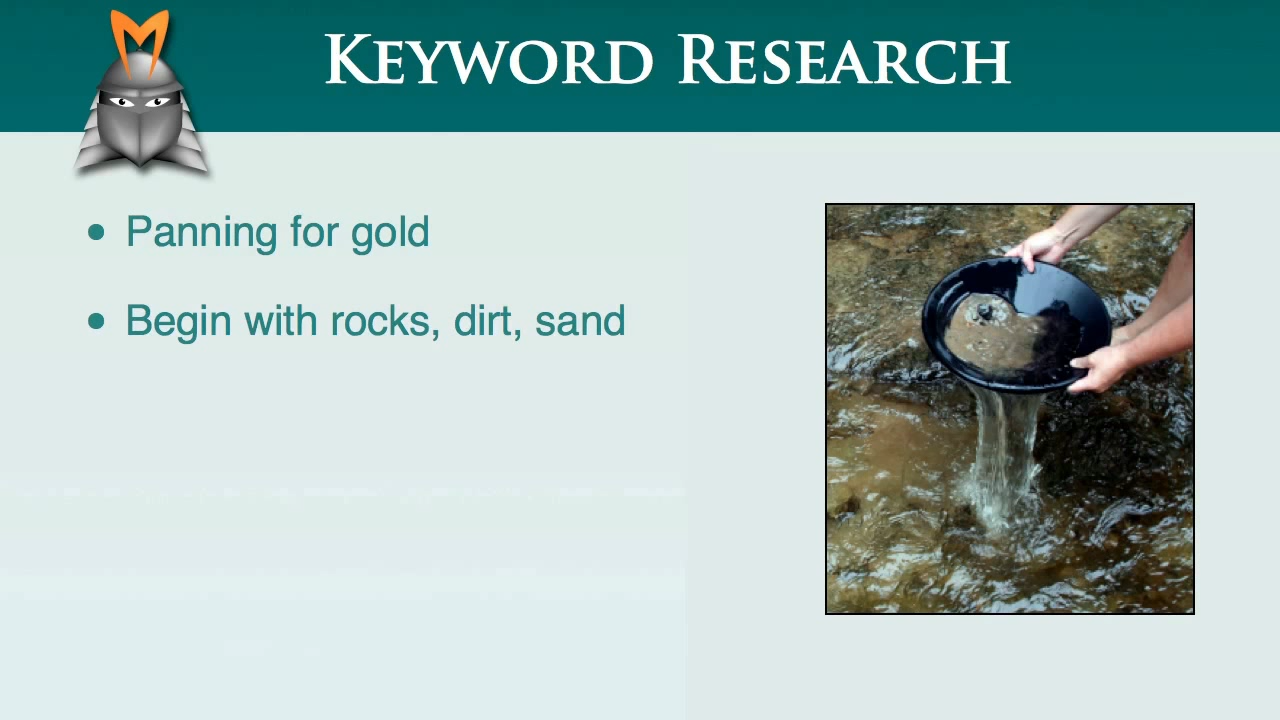 KEYWORD RESEARCH
• Panning for gold
• Begin with rocks, dirt, sand